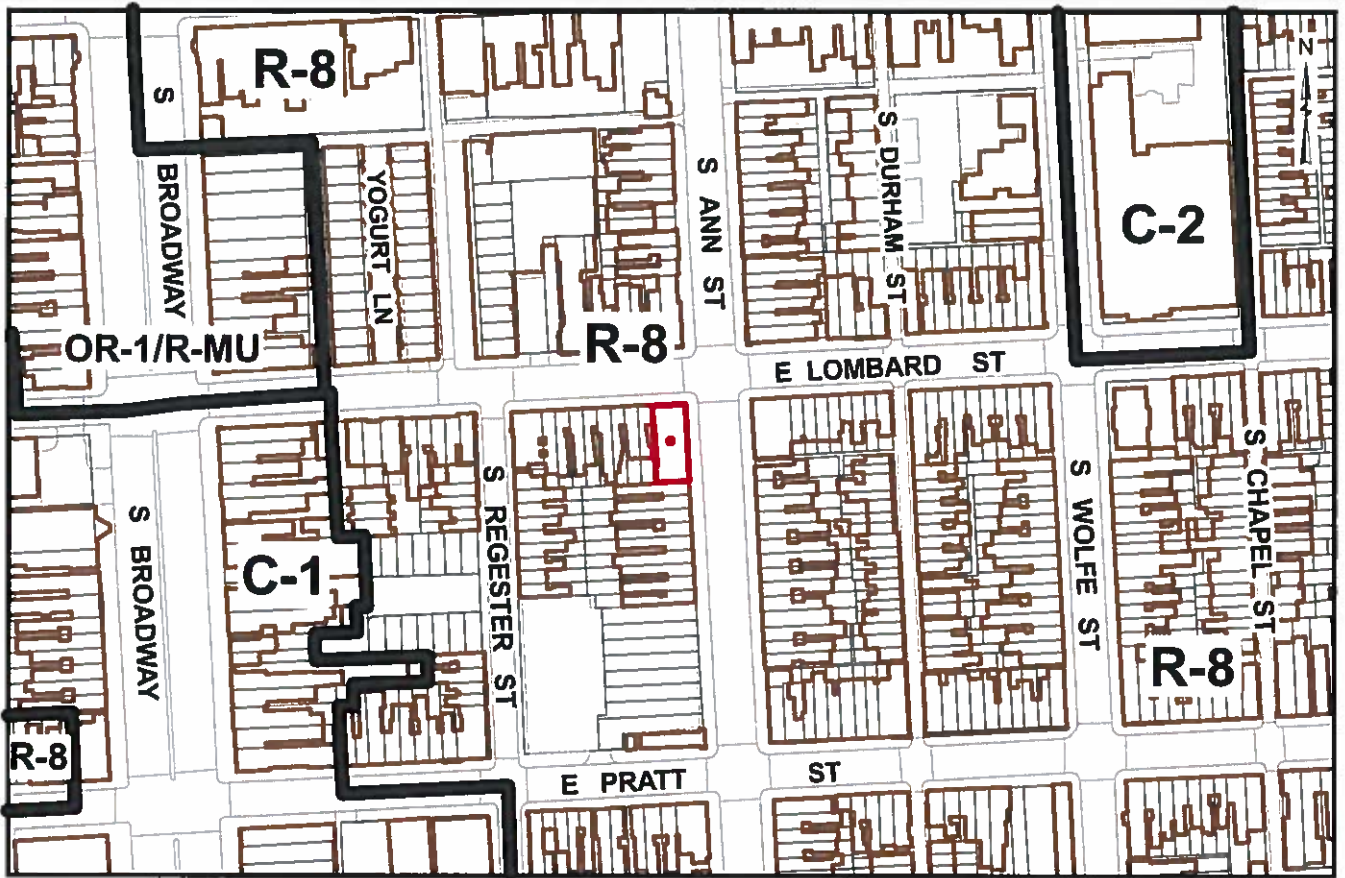 R-8
N
S BROADWAY
YOGURT LN
S ANN ST
S DURHAM ST
C-2
OR-1/R-MU
R-8
E LOMBARD ST
S BROADWAY
C-1
S REGESTER ST
S WOLFE ST
S CHAPEL ST
R-8
R-8
E PRATT ST